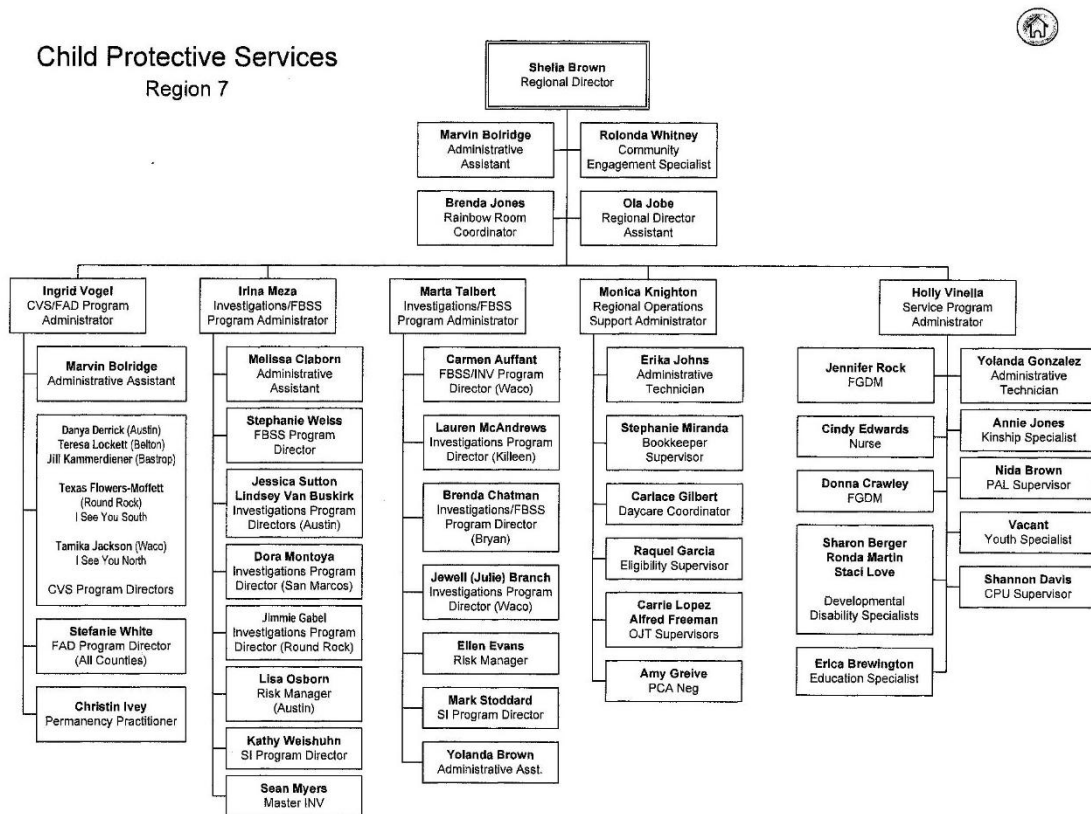 Child Protective Services
Region 7
Shelia Brown
Regional Director
Marvin Bolridge
Administrative
Assistant
Rolonda Whitney
Community
Engagement Specialist
Brenda Jones
Rainbow Room
Coordinator
Ola Jobe
Regional Director
Assistant
Ingrid Vogel
CVS/FAD Program
Administrator
Marvin Bolridge
Administrative Assistant
Danya Derrick (Austin)
Teresa Lockett (Belton)
Jill Kammerdiener (Bastrop)
Texas Flowers-Moffett
(Round Rock)
I See You South
Tamika Jackson (Waco)
I See You North
CVS Program Directors
Stefanie White
FAD Program Director
(All Counties)
Christin Ivey
Permanency Practitioner
Irina Meza
Investigations/FBSS
Program Administrator
Melissa Claborn
Administrative
Assistant
Stephanie Weiss
FBSS Program
Director
Jessica Sutton
Lindsey Van Buskirk
Investigations Program
Directors (Austin)
Dora Montoya
Investigations Program
Director (San Marcos)
Jimmie Gabel
Investigations Program
Director (Round Rock)
Lisa Osborn
Risk Manager
(Austin)
Kathy Weishuhn
SI Program Director
Sean Myers
Master INV
Marta Talbert
Investigations/FBSS
Program Administrator
Carmen Auffant
FBSS/INV Program
Director (Waco)
Lauren McAndrews
Investigations Program
Director (Killeen)
Brenda Chatman
Investigations/FBSS
Program Director
(Bryan)
Jewell (Julie) Branch
Investigations Program
Director (Waco)
Ellen Evans
Risk Manager
Mark Stoddard
SI Program Director
Yolanda Brown
Administrative Asst.
Monica Knighton
Regional Operations
Support Administrator
Erika Johns
Administrative
Technician
Stephanie Miranda
Bookkeeper
Supervisor
Carlace Gilbert
Daycare Coordinator
Raquel Garcia
Eligibility Supervisor
Carrie Lopez
Alfred Freeman
OJT Supervisors
Amy Greive
PCA Neg
Holly Vinella
Service Program
Administrator
Jennifer Rock
FGDM
Cindy Edwards
Nurse
Donna Crawley
FGDM
Sharon Berger
Ronda Martin
Staci Love
Developmental
Disability Specialists
Erica Brewington
Education Specialist
Yolanda Gonzalez
Administrative
Technician
Annie Jones
Kinship Specialist
Nida Brown
PAL Supervisor
Vacant
Youth Specialist
Shannon Davis
CPU Supervisor